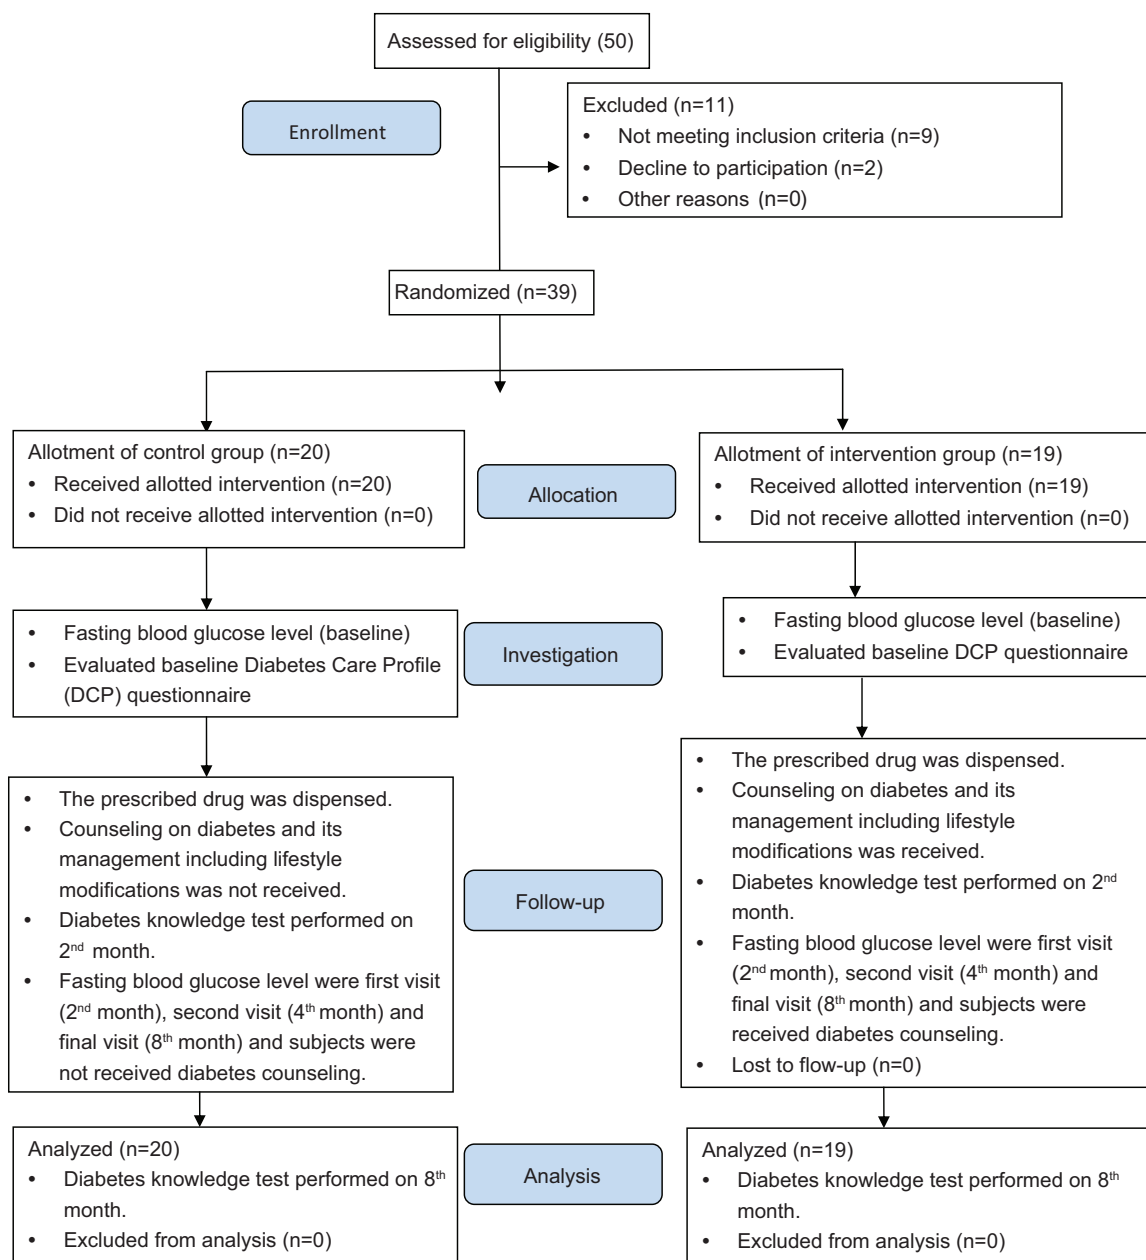 Assessed for eligibility (50)
Enrollment
Excluded (n=11)
• Not meeting inclusion criteria (n=9)
• Decline to participation (n=2)
• Other reasons (n=0)
Randomized (n=39)
Allotment of control group (n=20)
• Received allotted intervention (n=20)
• Did not receive allotted intervention (n=0)
Allocation
Allotment of intervention group (n=19)
• Received allotted intervention (n=19)
• Did not receive allotted intervention (n=0)
• Fasting blood glucose level (baseline)
• Evaluated baseline Diabetes Care Profile
(DCP) questionnaire
Investigation
• Fasting blood glucose level (baseline)
• Evaluated baseline DCP questionnaire
• The prescribed drug was dispensed.
• Counseling on diabetes and its
management including lifestyle
modifications was not received.
• Diabetes knowledge test performed on
2nd month.
• Fasting blood glucose level were first visit
(2nd month), second visit (4th month) and
final visit (8th month) and subjects were
not received diabetes counseling.
Follow-up
• The prescribed drug was dispensed.
• Counseling on diabetes and its
management including lifestyle
modifications was received.
• Diabetes knowledge test performed on 2nd
month.
• Fasting blood glucose level were first visit
(2nd month), second visit (4th month) and
final visit (8th month) and subjects were
received diabetes counseling.
• Lost to flow-up (n=0)
Analyzed (n=20)
• Diabetes knowledge test performed on 8th
month.
• Excluded from analysis (n=0)
Analysis
Analyzed (n=19)
• Diabetes knowledge test performed on 8th
month.
• Excluded from analysis (n=0)